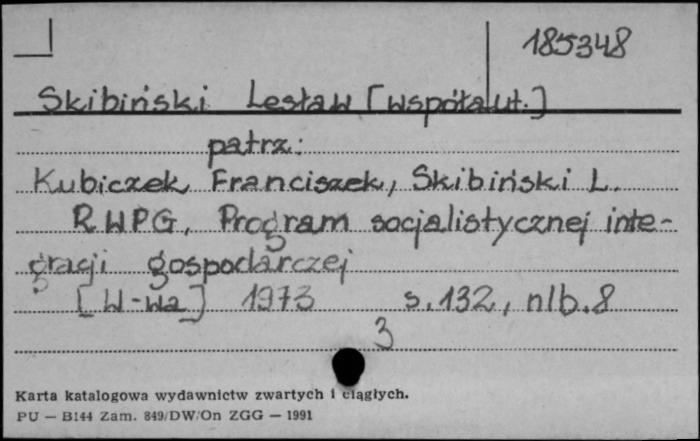 185348
Skibiński Lesław [współaut.]
patrz:
Kubiczek Franciszek, Skibiński L.
RWPG, Program socjalistycznej inte-
gracji gospodarczej
[W-wa] 1973 s. 132, nlb. 8
3
Karta katalogowa wydawnictw zwartych i ciągłych.
PU — B144 Zam. 849/DW/On ZGG — 1991